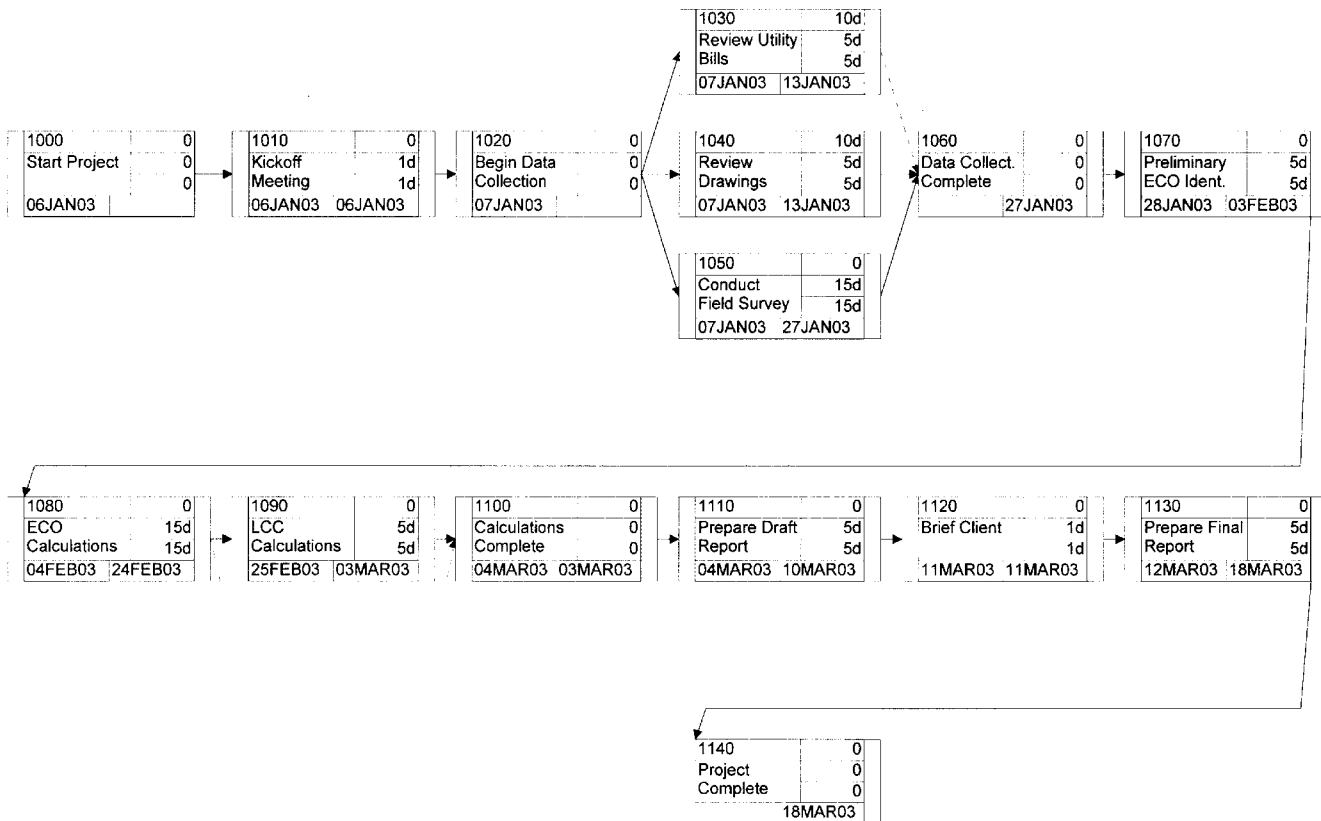 1030 10d
Review Utility 5d
Bills 5d
07JAN03 13JAN03
1000 0
Start Project 0
0
06JAN03
1010 0
Kickoff 1d
Meeting 1d
06JAN03 06JAN03
1020 0
Begin Data 0
Collection 0
07JAN03
1040 10d
Review 5d
Drawings 5d
07JAN03 13JAN03
1060 0
Data Collect. 0
Complete 0
27JAN03
1070 0
Preliminary 5d
ECO Ident. 5d
28JAN03 03FEB03
1050 0
Conduct 15d
Field Survey 15d
07JAN03 27JAN03
1080 0
ECO 15d
Calculations 15d
04FEB03 24FEB03
1090 0
LCC 5d
Calculations 5d
25FEB03 03MAR03
1100 0
Calculations 0
Complete 0
04MAR03 03MAR03
1110 0
Prepare Draft 5d
Report 5d
04MAR03 10MAR03
1120 0
Brief Client 1d
1d
11MAR03 11MAR03
1130 0
Prepare Final 5d
Report 5d
12MAR03 18MAR03
1140 0
Project 0
Complete 0
18MAR03